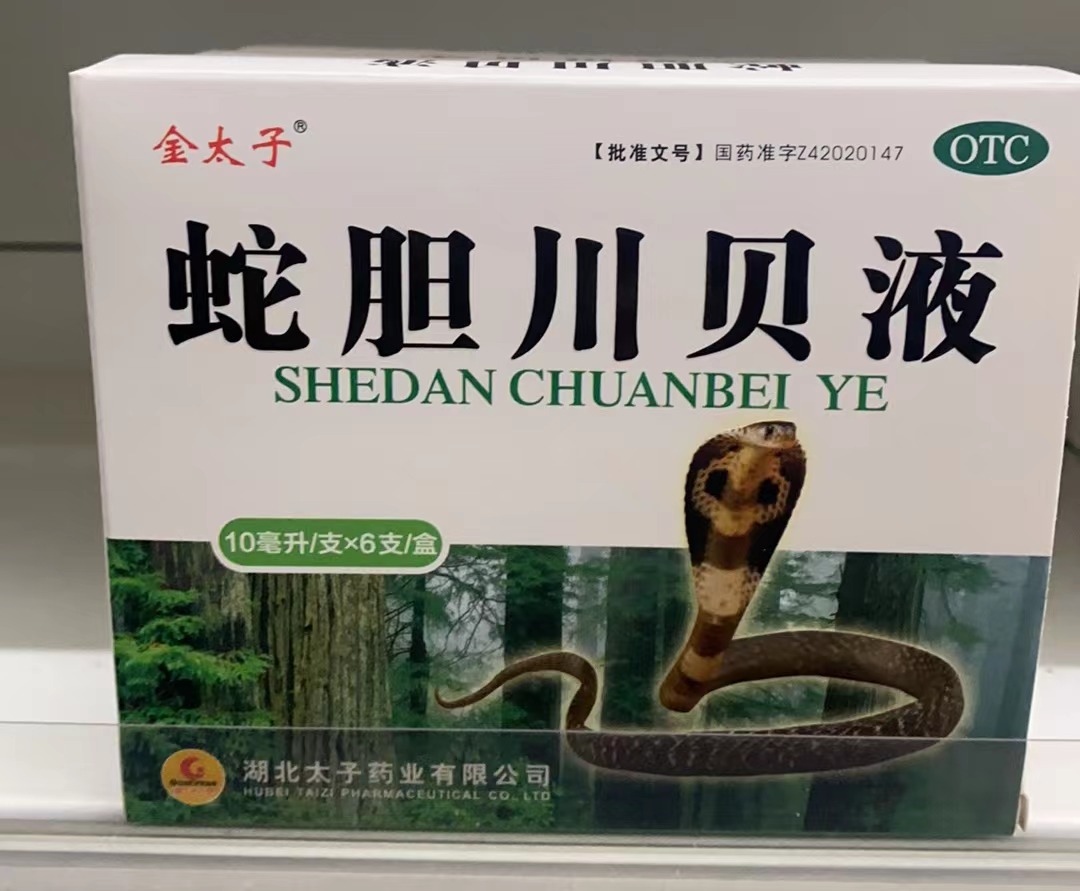 金太子®
【批准文号】国药准字Z42020147
OTC
蛇胆川贝液
SHEDAN CHUANBEI YE
10毫升/支×6支/盒
湖北太子药业有限公司
HUBEI TAIZI PHARMACEUTICAL CO., LTD